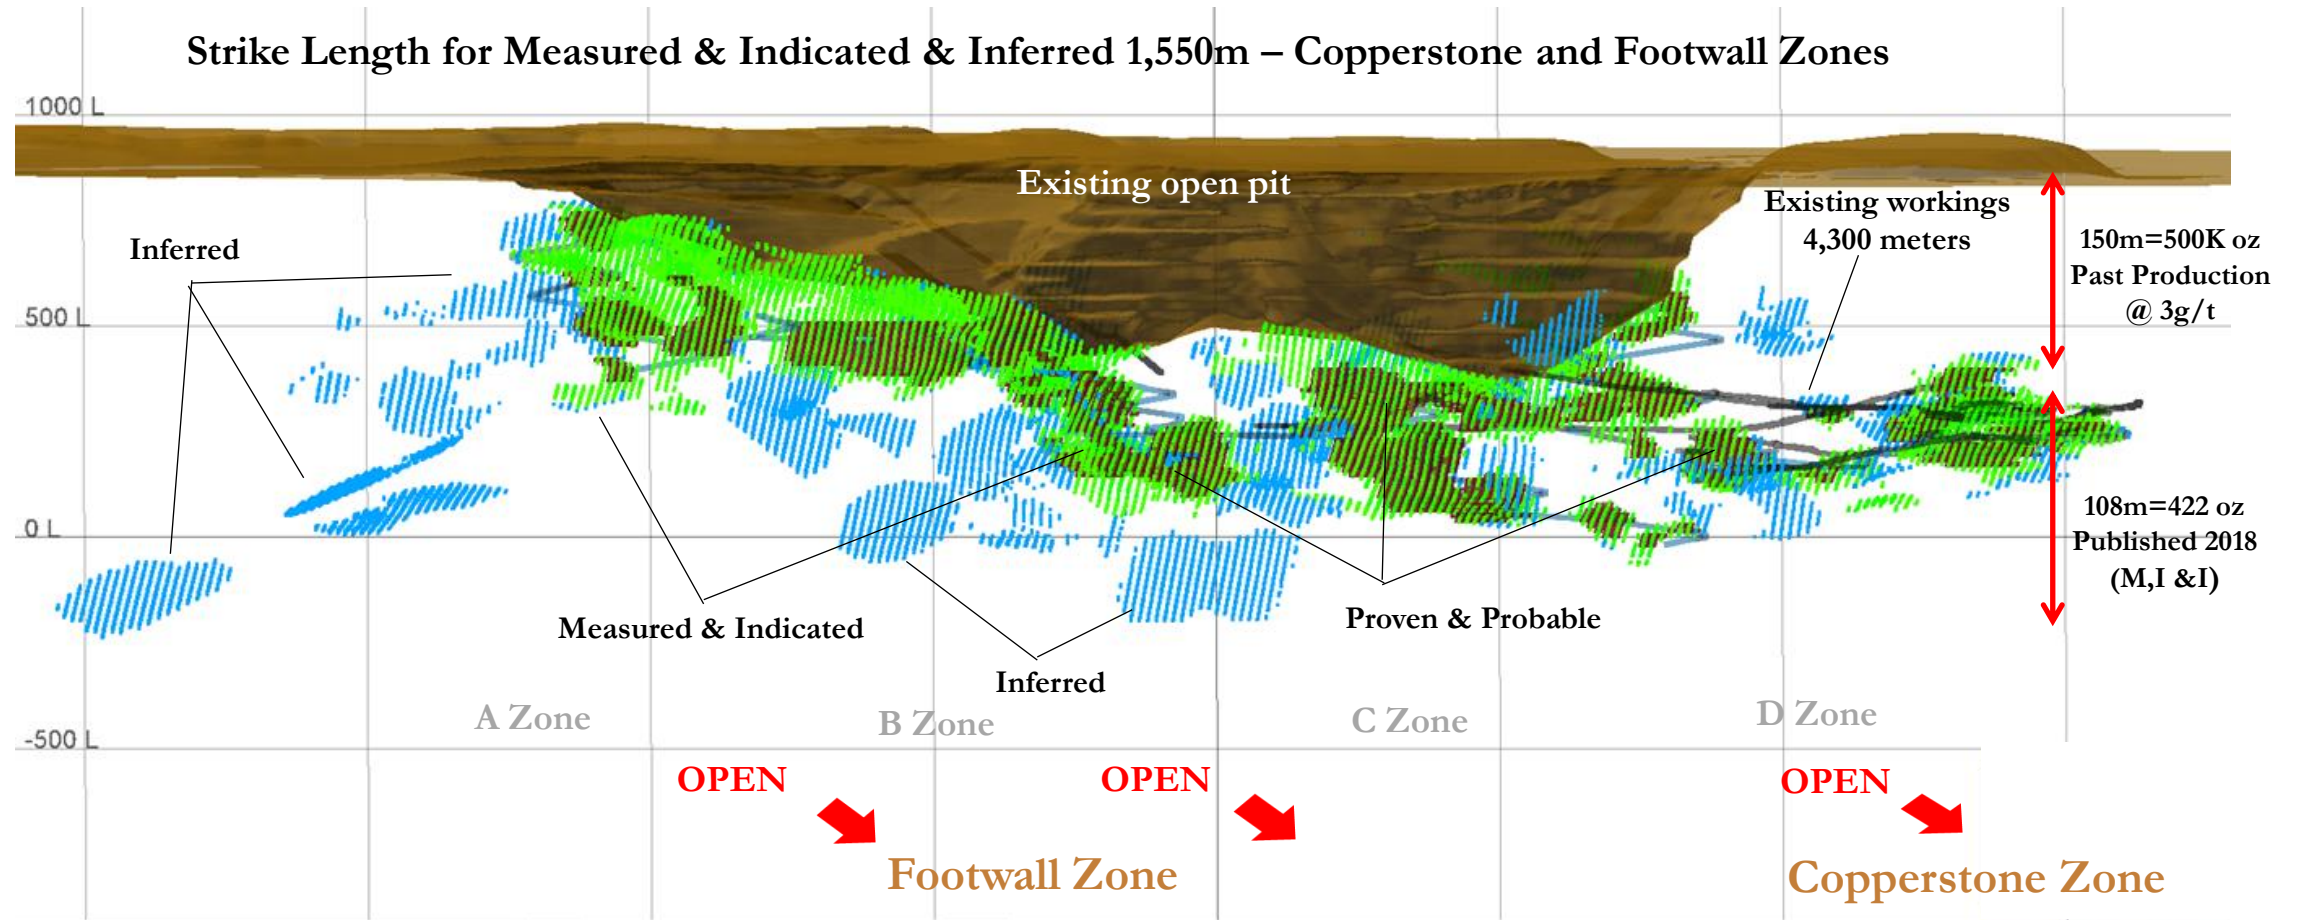 Strike Length for Measured & Indicated & Inferred 1,550m – Copperstone and Footwall Zones
1000 L
Existing open pit
Existing workings
4,300 meters
150m=500K oz
Past Production
@ 3g/t
Inferred
500 L
108m=422 oz
Published 2018
(M,I &I)
0 L
Measured & Indicated
Proven & Probable
Inferred
A Zone
B Zone
C Zone
D Zone
-500 L
OPEN
OPEN
OPEN
Footwall Zone
Copperstone Zone